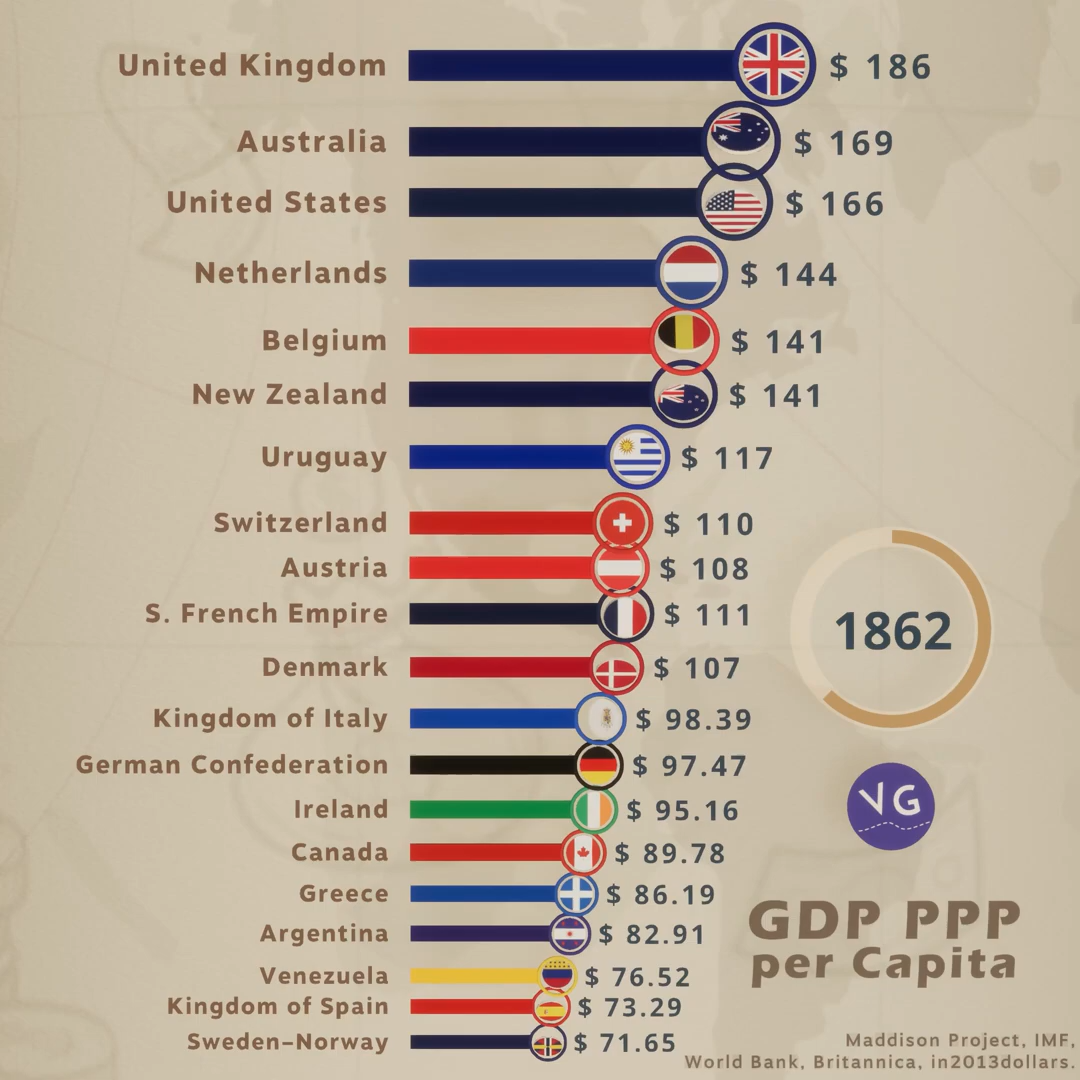 United Kingdom $ 186
Australia $ 169
United States $ 166
Netherlands $ 144
Belgium $ 141
New Zealand $ 141
Uruguay $ 117
Switzerland $ 110
Austria $ 108
S. French Empire $ 111
Denmark $ 107
Kingdom of Italy $ 98.39
German Confederation $ 97.47
Ireland $ 95.16
Canada $ 89.78
Greece $ 86.19
Argentina $ 82.91
Venezuela $ 76.52
Kingdom of Spain $ 73.29
Sweden–Norway $ 71.65
1862
VG
GDP PPP
per Capita
Maddison Project, IMF,
World Bank, Britannica, in2013dollars.